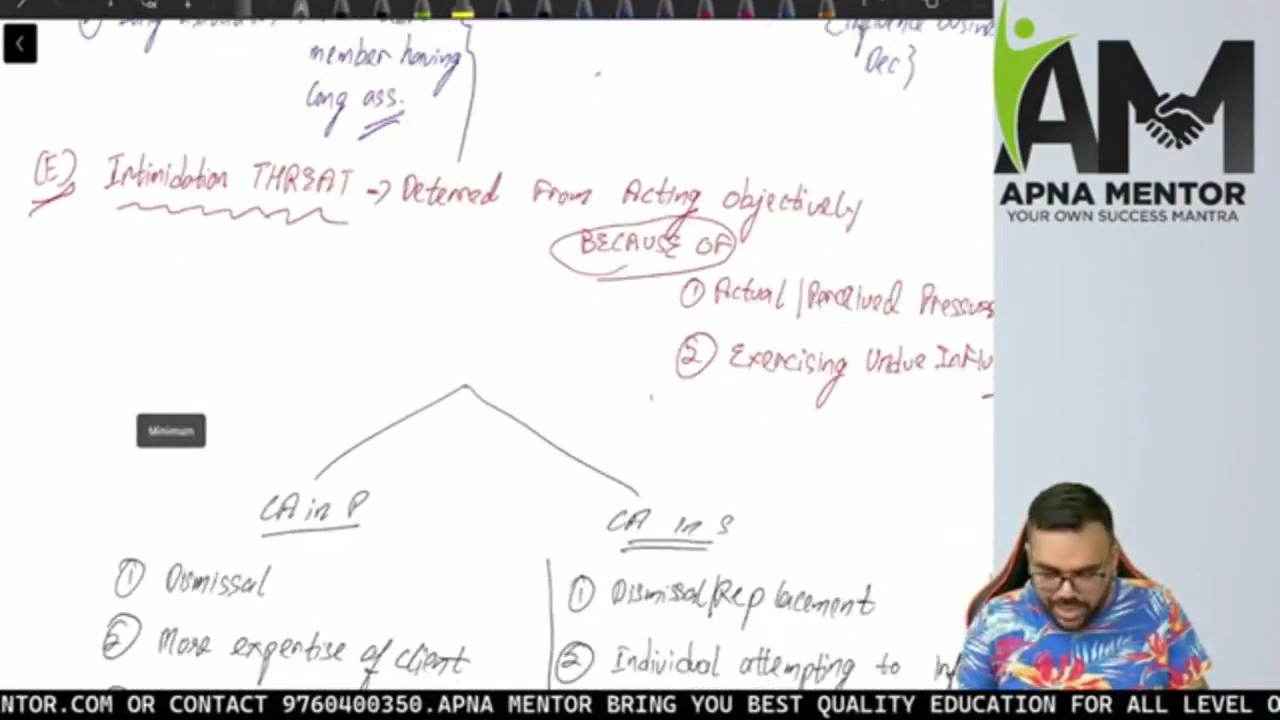 member having
long ass.
Dec}
(E) Intimidation THREAT -> Deterred From Acting Objectively
BECAUSE OF
① Actual/Perceived Pressures
② Exercising Undue Influ
Minimum
CA in P
CA in S
① Dismissal
② More expertise of client
① Dismissal/Replacement
② Individual attempting to
AM
APNA MENTOR
YOUR OWN SUCCESS MANTRA
NTOR.COM OR CONTACT 9760400350.APNA MENTOR BRING YOU BEST QUALITY EDUCATION FOR ALL LEVEL O